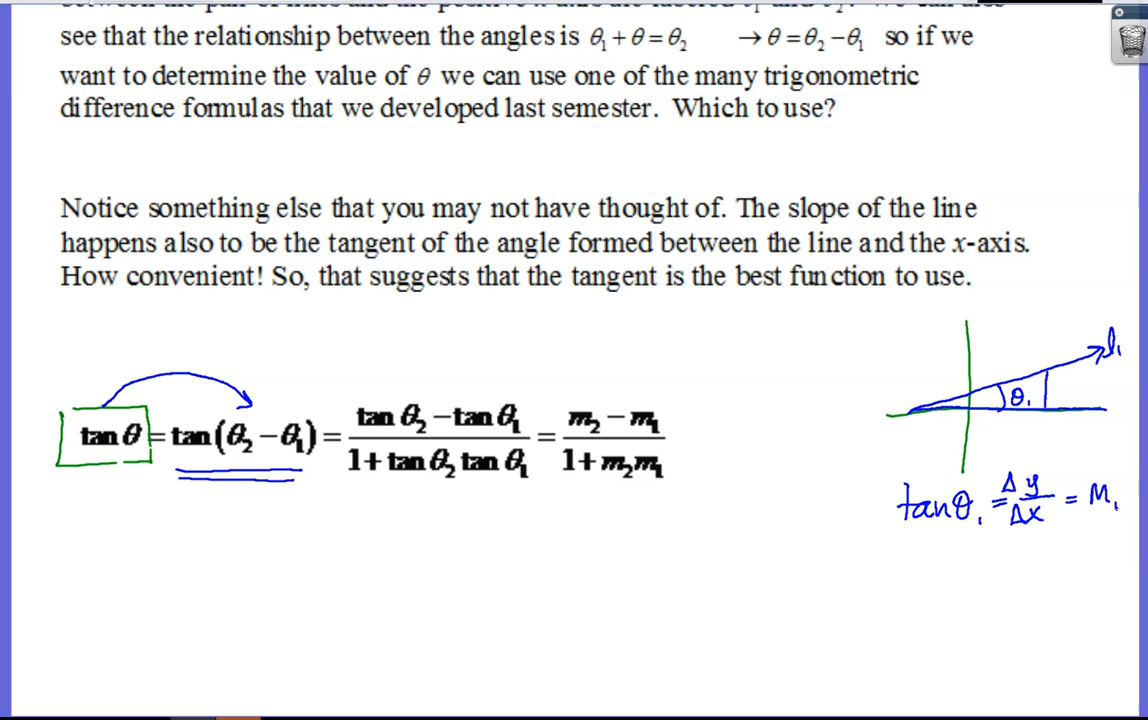 see that the relationship between the angles is θ₁ + θ = θ₂ → θ = θ₂ − θ₁ so if we
want to determine the value of θ we can use one of the many trigonometric
difference formulas that we developed last semester. Which to use?
Notice something else that you may not have thought of. The slope of the line
happens also to be the tangent of the angle formed between the line and the x-axis.
How convenient! So, that suggests that the tangent is the best function to use.
l₁
θ₁
tan θ = tan(θ₂ − θ₁) = (tan θ₂ − tan θ₁)/(1 + tan θ₂ tan θ₁) = (m₂ − m₁)/(1 + m₂m₁)
tan θ₁ = Δy/Δx = M₁